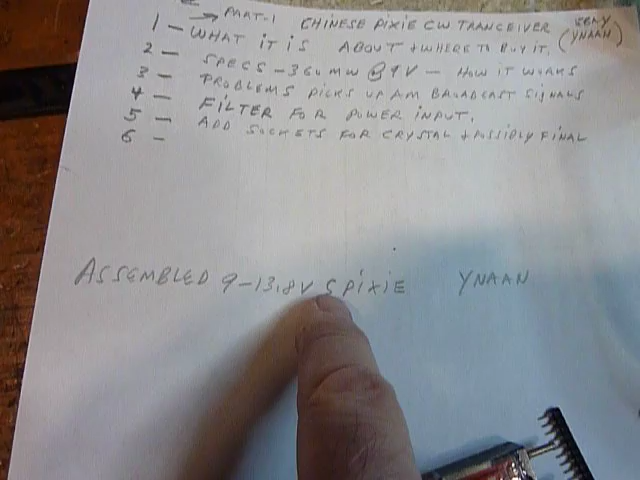 → PART-1 CHINESE PIXIE CW TRANCEIVER
1 - WHAT IT IS ABOUT + WHERE TO BUY IT. (YNAAN)
2 - SPECS - 360 MW @ 9V - HOW IT WORKS
3 - PROBLEMS PICKS UP AM BROADCAST SIGNALS
4 - FILTER FOR POWER INPUT.
5 - ADD SOCKETS FOR CRYSTAL + POSSIBLY FINAL
6 -
ASSEMBLED 9-13.8V S PIXIE YNAAN